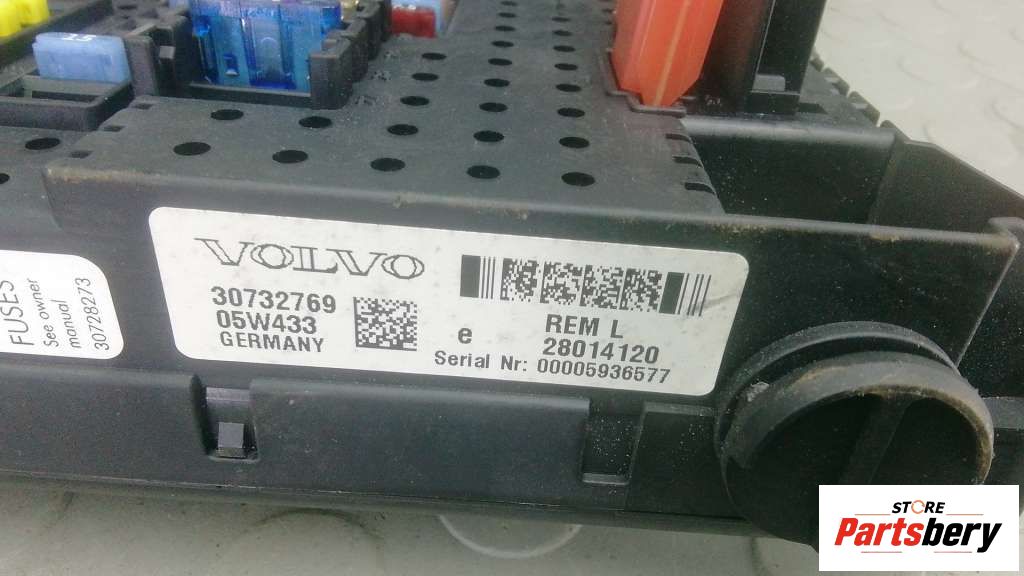 FUSES
See owner
manual
30728273
VOLVO
30732769
05W433
GERMANY
e
REM L
28014120
Serial Nr: 00005936577
STORE
Partsbery